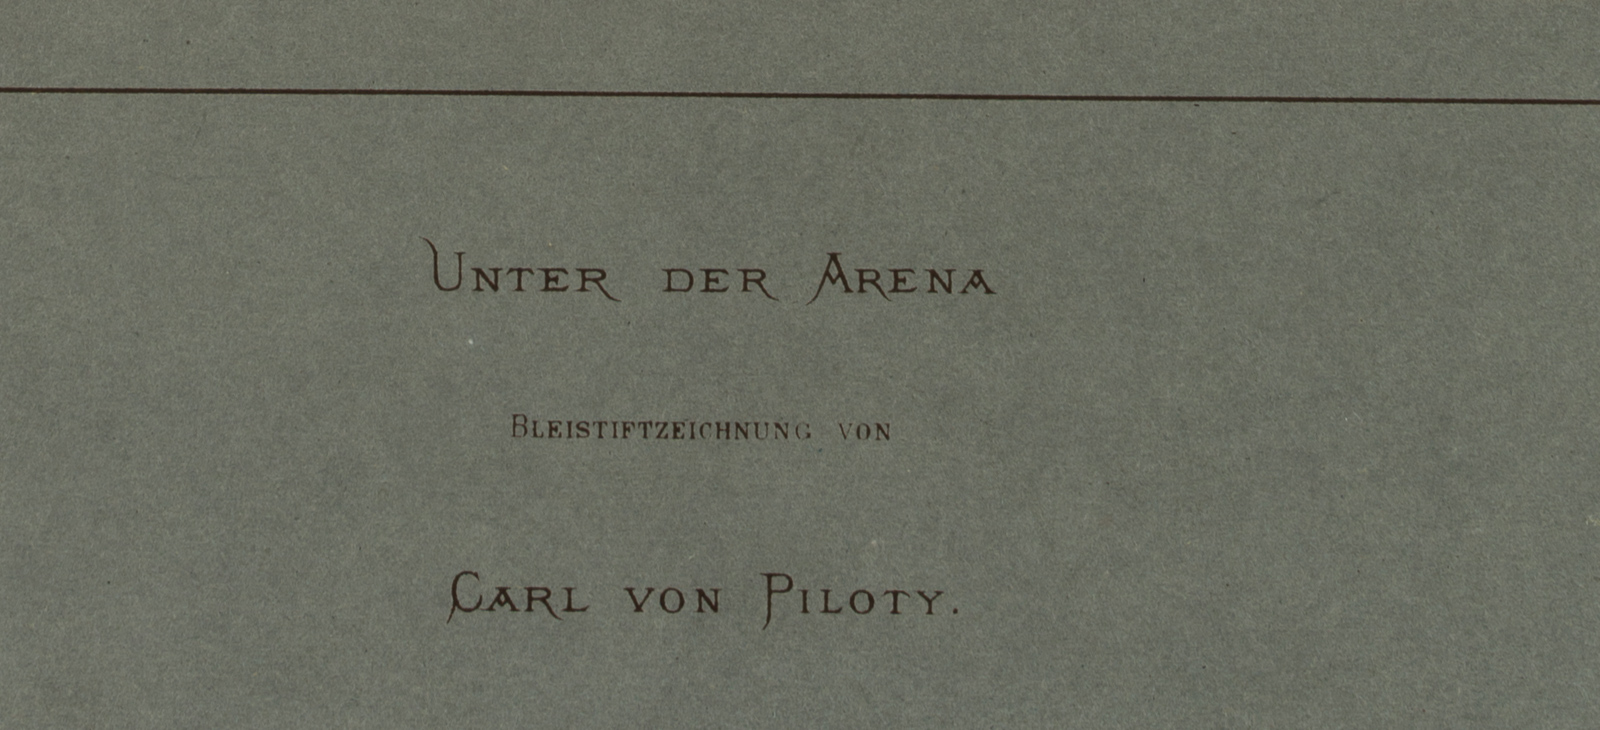 Unter der Arena
Bleistiftzeichnung von
Carl von Piloty.